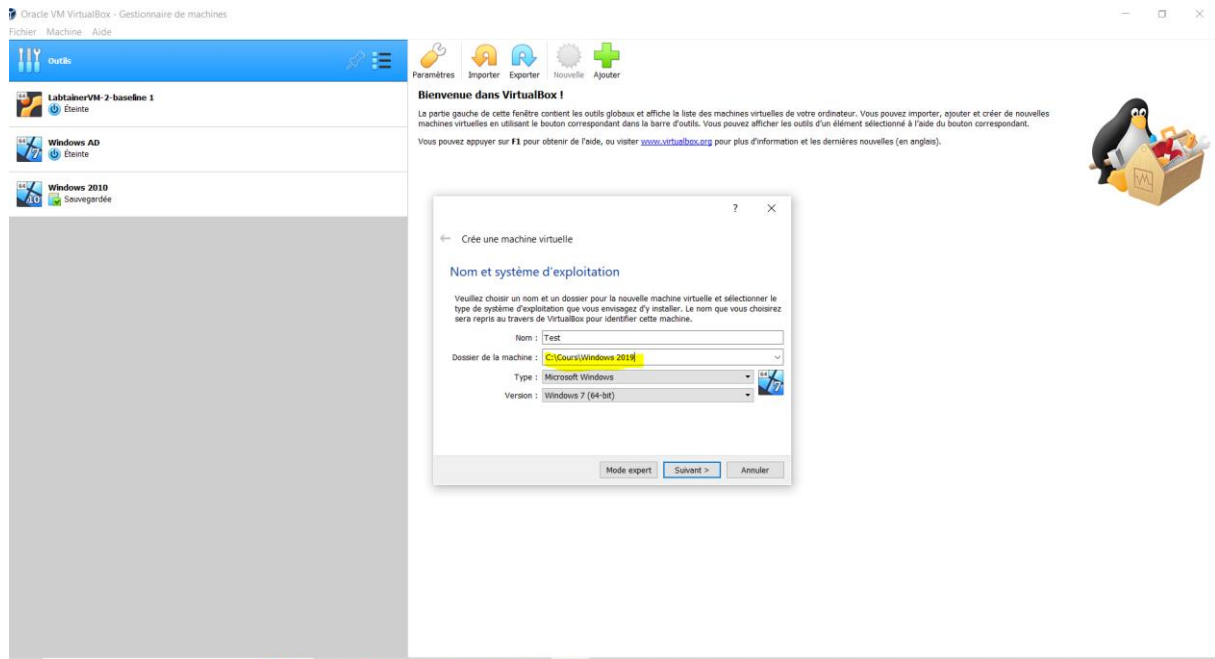 Oracle VM VirtualBox - Gestionnaire de machines
Fichier Machine Aide
Outils
Paramètres Importer Exporter Nouvelle Ajouter
64
LabtainerVM-2-baseline 1
Éteinte
64
7
Windows AD
Éteinte
64
10
Windows 2010
Sauvegardée
Bienvenue dans VirtualBox !
La partie gauche de cette fenêtre contient les outils globaux et affiche la liste des machines virtuelles de votre ordinateur. Vous pouvez importer, ajouter et créer de nouvelles
machines virtuelles en utilisant le bouton correspondant dans la barre d'outils. Vous pouvez afficher les outils d'un élément sélectionné à l'aide du bouton correspondant.
Vous pouvez appuyer sur F1 pour obtenir de l'aide, ou visiter www.virtualbox.org pour plus d'information et les dernières nouvelles (en anglais).
?
Crée une machine virtuelle
Nom et système d'exploitation
Veuillez choisir un nom et un dossier pour la nouvelle machine virtuelle et sélectionner le
type de système d'exploitation que vous envisagez d'y installer. Le nom que vous choisirez
sera repris au travers de VirtualBox pour identifier cette machine.
Nom : Test
Dossier de la machine : C:\Cours\Windows 2019
Type : Microsoft Windows
64
7
Version : Windows 7 (64-bit)
Mode expert Suivant > Annuler